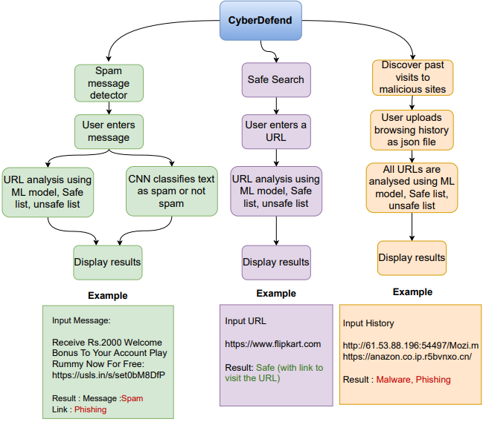 CyberDefend
Spam
message
detector
User enters
message
URL analysis using
ML model, Safe
list, unsafe list
CNN classifies text
as spam or not
spam
Display results
Example
Input Message:
Receive Rs.2000 Welcome
Bonus To Your Account Play
Rummy Now For Free:
https://usls.in/s/set0bM8DfP
Result : Message :Spam
Link : Phishing
Safe Search
User enters a
URL
URL analysis using
ML model, Safe
list, unsafe list
Display results
Example
Input URL
https://www.flipkart.com
Result: Safe (with link to
visit the URL)
Discover past
visits to
malicious sites
User uploads
browsing history
as json file
All URLs are
analysed using ML
model, Safe list,
unsafe list
Display results
Example
Input History
http://61.53.88.196:54497/Mozi.m
https://anazon.co.ip.r5bvnxo.cn/
Result : Malware, Phishing